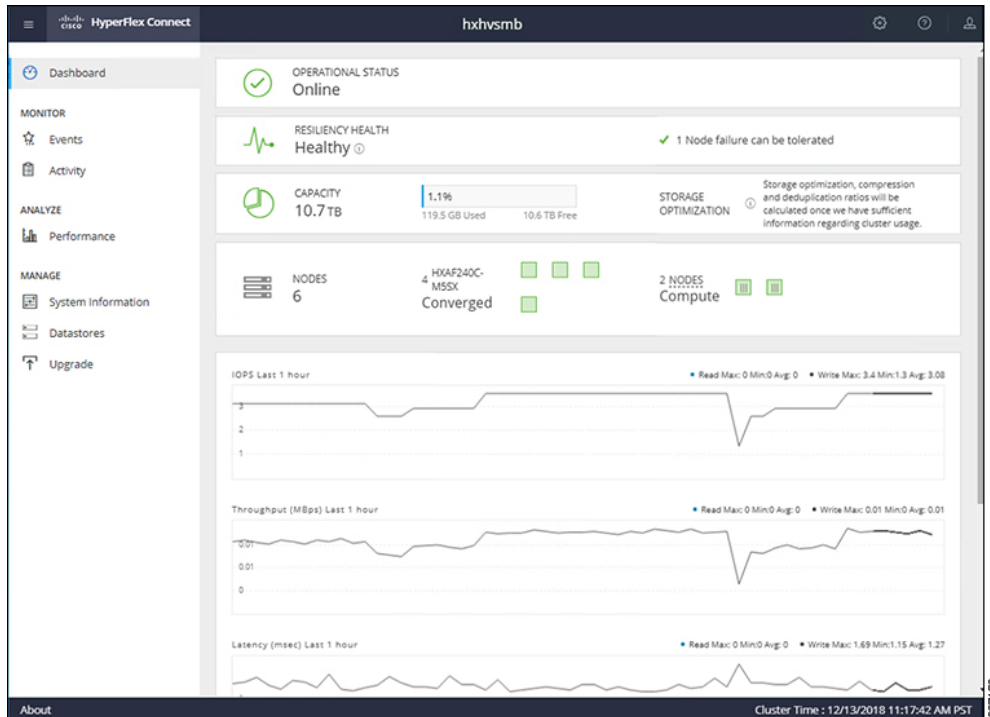 cisco HyperFlex Connect
hxhvsmb
Dashboard
MONITOR
Events
Activity
ANALYZE
Performance
MANAGE
System Information
Datastores
Upgrade
OPERATIONAL STATUS
Online
RESILIENCY HEALTH
Healthy
1 Node failure can be tolerated
CAPACITY
10.7 TB
1.1%
119.5 GB Used 10.6 TB Free
STORAGE
OPTIMIZATION
Storage optimization, compression
and deduplication ratios will be
calculated once we have sufficient
information regarding cluster usage.
NODES
6
4 HXAF240C-
M5SX
Converged
2 NODES
Compute
IOPS Last 1 hour
Read Max: 0 Min:0 Avg: 0 Write Max: 3.4 Min:1.3 Avg: 3.08
3
2
1
Throughput (MBps) Last 1 hour
Read Max: 0 Min:0 Avg: 0 Write Max: 0.01 Min:0 Avg: 0.01
0.01
0.01
0
Latency (msec) Last 1 hour
Read Max: 0 Min:0 Avg: 0 Write Max: 1.69 Min:1.15 Avg: 1.27
About
Cluster Time : 12/13/2018 11:17:42 AM PST